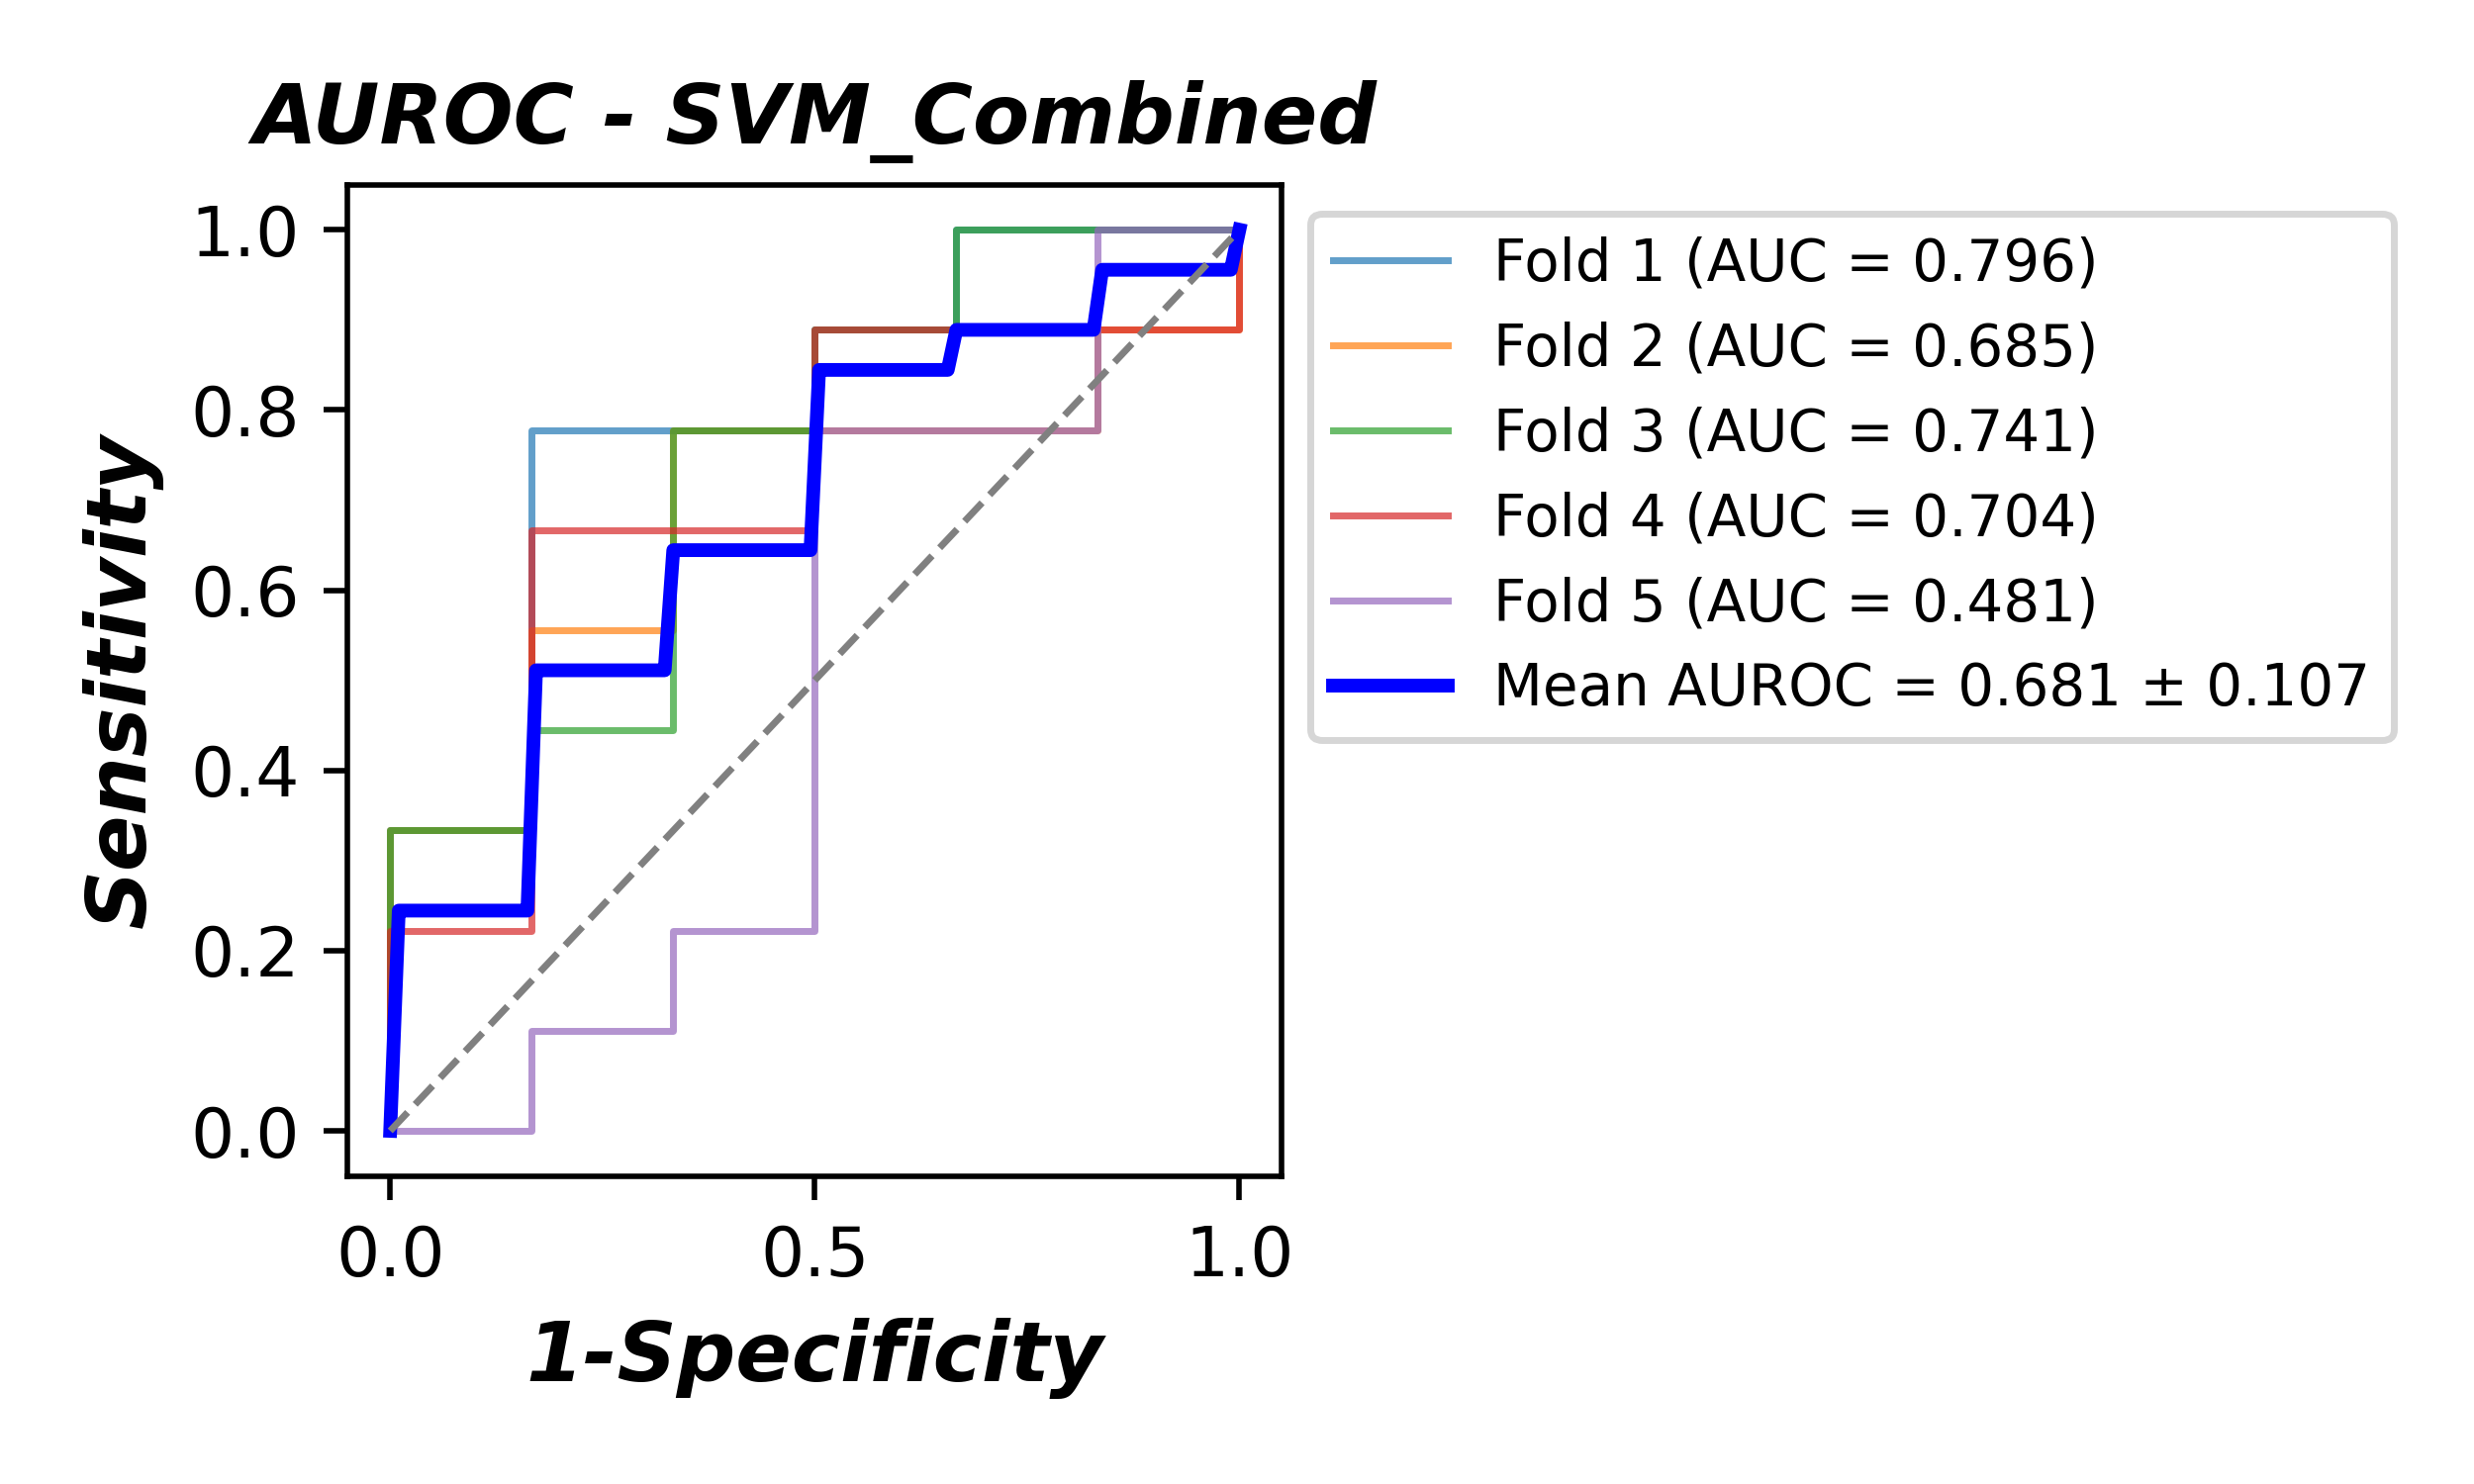 AUROC - SVM_Combined
Sensitivity
1.0
0.8
0.6
0.4
0.2
0.0
0.0 0.5 1.0
1-Specificity
Fold 1 (AUC = 0.796)
Fold 2 (AUC = 0.685)
Fold 3 (AUC = 0.741)
Fold 4 (AUC = 0.704)
Fold 5 (AUC = 0.481)
Mean AUROC = 0.681 ± 0.107